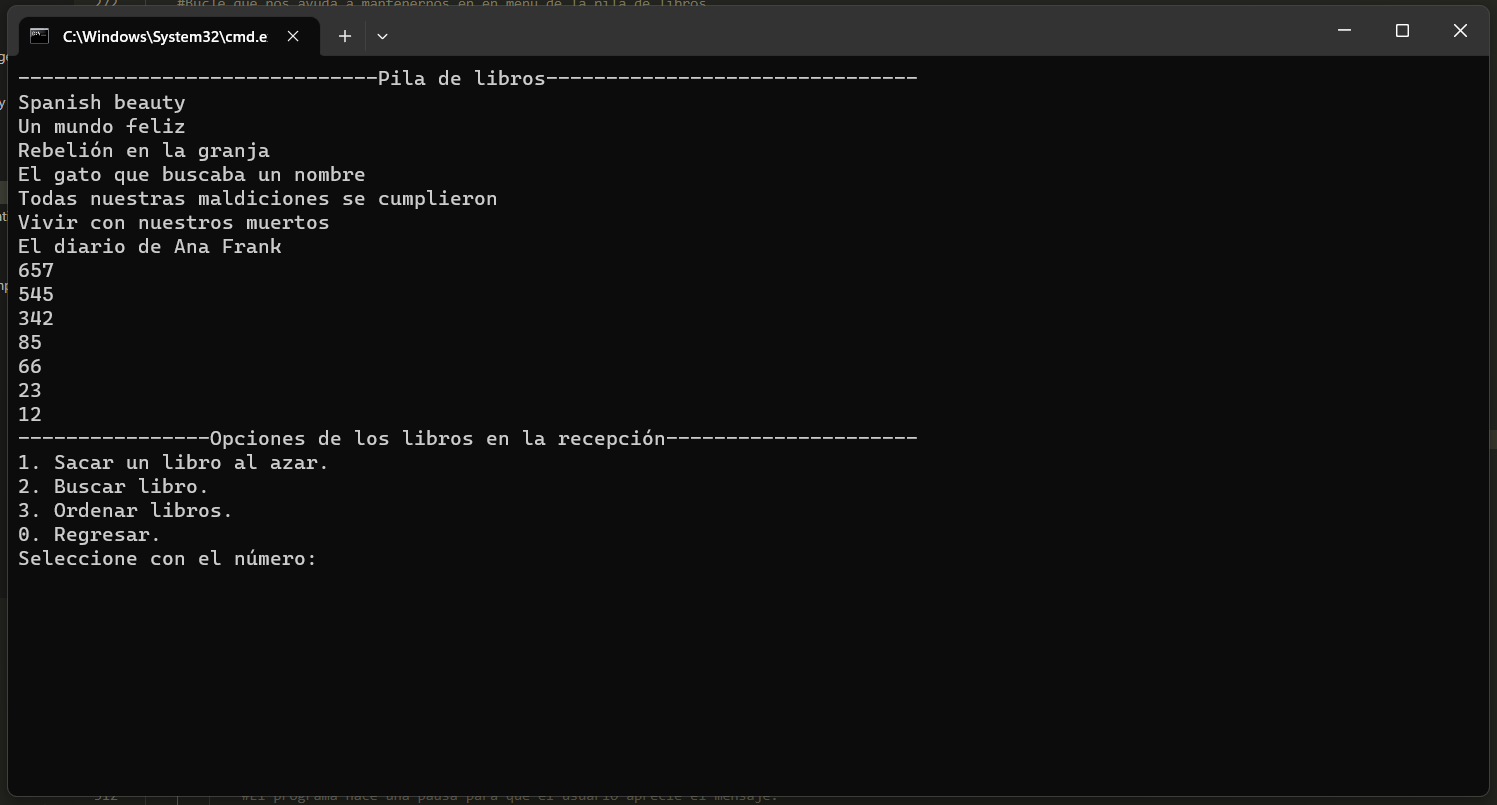 #Bucle que nos ayuda a mantenernos en en menú de la pila de libros
C:\Windows\System32\cmd.e
------------------------------Pila de libros-------------------------------
Spanish beauty
Un mundo feliz
Rebelión en la granja
El gato que buscaba un nombre
Todas nuestras maldiciones se cumplieron
Vivir con nuestros muertos
El diario de Ana Frank
657
545
342
85
66
23
12
----------------Opciones de los libros en la recepción---------------------
1. Sacar un libro al azar.
2. Buscar libro.
3. Ordenar libros.
0. Regresar.
Seleccione con el número:
#El programa hace una pausa para que el usuario aprecie el mensaje.